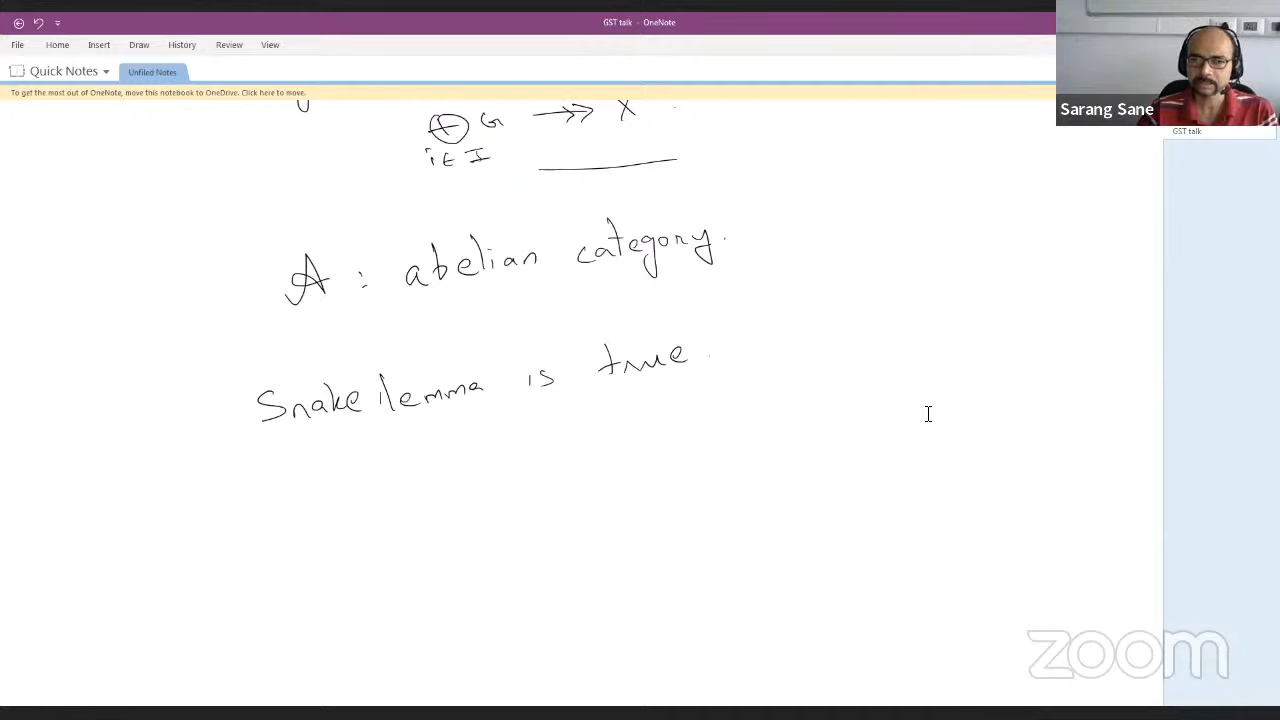 GST talk - OneNote
File Home Insert Draw History Review View
Quick Notes Unfiled Notes
To get the most out of OneNote, move this notebook to OneDrive. Click here to move.
Sarang Sane
GST talk
⊕ G ↠ X
i ∈ I
A : abelian category.
Snake lemma is true.
zoom